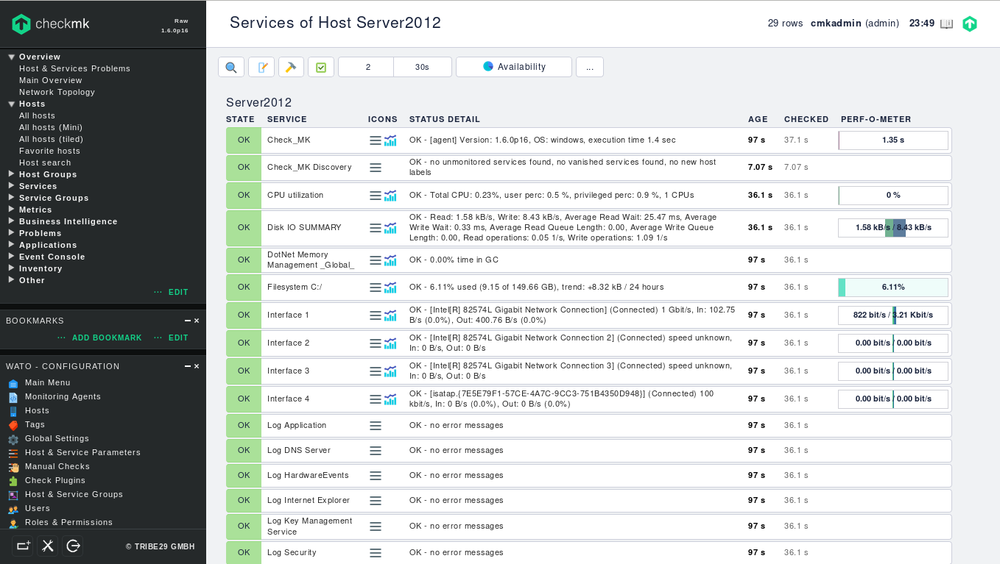 checkmk
Raw
1.6.0p16
Overview
Host & Services Problems
Main Overview
Network Topology
Hosts
All hosts
All hosts (Mini)
All hosts (tiled)
Favorite hosts
Host search
Host Groups
Services
Service Groups
Metrics
Business Intelligence
Problems
Applications
Event Console
Inventory
Other
··· EDIT
BOOKMARKS
··· ADD BOOKMARK ··· EDIT
WATO - CONFIGURATION
Main Menu
Monitoring Agents
Hosts
Tags
Global Settings
Host & Service Parameters
Manual Checks
Check Plugins
Host & Service Groups
Users
Roles & Permissions
© TRIBE29 GMBH
Services of Host Server2012
29 rows cmkadmin (admin) 23:49
2 30s Availability ...
Server2012
STATE SERVICE ICONS STATUS DETAIL AGE CHECKED PERF-O-METER
OK Check_MK OK - [agent] Version: 1.6.0p16, OS: windows, execution time 1.4 sec 97 s 37.1 s 1.35 s
OK Check_MK Discovery OK - no unmonitored services found, no vanished services found, no new host
labels 7.07 s 7.07 s
OK CPU utilization OK - Total CPU: 0.23%, user perc: 0.5 %, privileged perc: 0.9 %, 1 CPUs 36.1 s 36.1 s 0 %
OK - Read: 1.58 kB/s, Write: 8.43 kB/s, Average Read Wait: 25.47 ms, Average
OK Disk IO SUMMARY Write Wait: 0.33 ms, Average Read Queue Length: 0.00, Average Write Queue 36.1 s 36.1 s 1.58 kB/s / 8.43 kB/s
Length: 0.00, Read operations: 0.05 1/s, Write operations: 1.09 1/s
OK DotNet Memory
Management _Global_ OK - 0.00% time in GC 97 s 36.1 s
OK Filesystem C:/ OK - 6.11% used (9.15 of 149.66 GB), trend: +8.32 kB / 24 hours 97 s 36.1 s 6.11%
OK Interface 1 OK - [Intel[R] 82574L Gigabit Network Connection] (Connected) 1 Gbit/s, In: 102.75
B/s (0.0%), Out: 400.76 B/s (0.0%) 97 s 36.1 s 822 bit/s / 3.21 Kbit/s
OK Interface 2 OK - [Intel[R] 82574L Gigabit Network Connection 2] (Connected) speed unknown,
In: 0 B/s, Out: 0 B/s 97 s 36.1 s 0.00 bit/s / 0.00 bit/s
OK Interface 3 OK - [Intel[R] 82574L Gigabit Network Connection 3] (Connected) speed unknown,
In: 0 B/s, Out: 0 B/s 97 s 36.1 s 0.00 bit/s / 0.00 bit/s
OK Interface 4 OK - [isatap.{7E5E79F1-57CE-4A7C-9CC3-751B4350D948}] (Connected) 100
kbit/s, In: 0 B/s (0.0%), Out: 0 B/s (0.0%) 97 s 36.1 s 0.00 bit/s / 0.00 bit/s
OK Log Application OK - no error messages 97 s 36.1 s
OK Log DNS Server OK - no error messages 97 s 36.1 s
OK Log HardwareEvents OK - no error messages 97 s 36.1 s
OK Log Internet Explorer OK - no error messages 97 s 36.1 s
OK Log Key Management
Service OK - no error messages 97 s 36.1 s
OK Log Security OK - no error messages 97 s 36.1 s